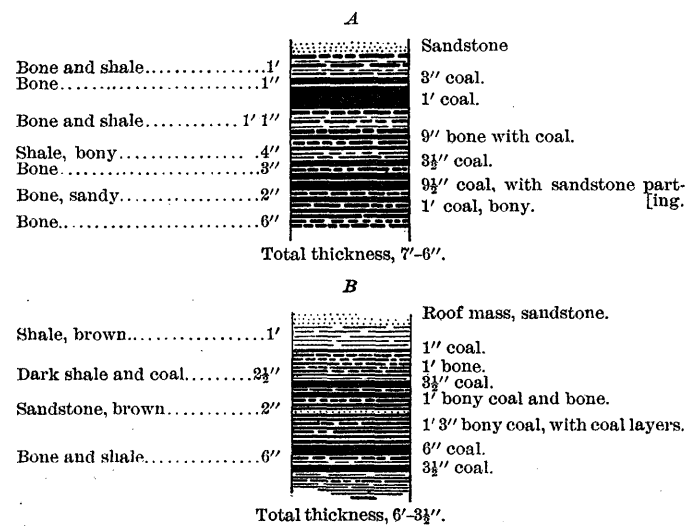 A
Sandstone
Bone and shale..............1′
3″ coal.
Bone.......................1″
1′ coal.
Bone and shale...........1′ 1″
9″ bone with coal.
Shale, bony................4″
3½″ coal.
Bone.......................3″
9½″ coal, with sandstone part-
[ing.
Bone, sandy................2″
1′ coal, bony.
Bone.......................6″
Total thickness, 7′–6″.
B
Roof mass, sandstone.
Shale, brown...............1′
1″ coal.
1′ bone.
Dark shale and coal........2½″
3½″ coal.
1′ bony coal and bone.
Sandstone, brown...........2″
1′ 3″ bony coal, with coal layers.
6″ coal.
Bone and shale.............6″
3½″ coal.
Total thickness, 6′–3½″.